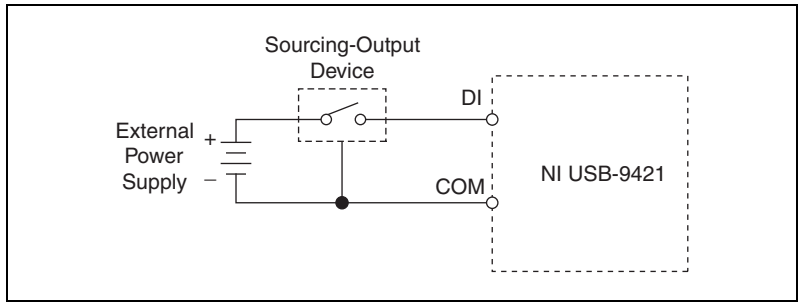 Sourcing-Output
Device
DI
External
Power
Supply
+
–
COM
NI USB-9421